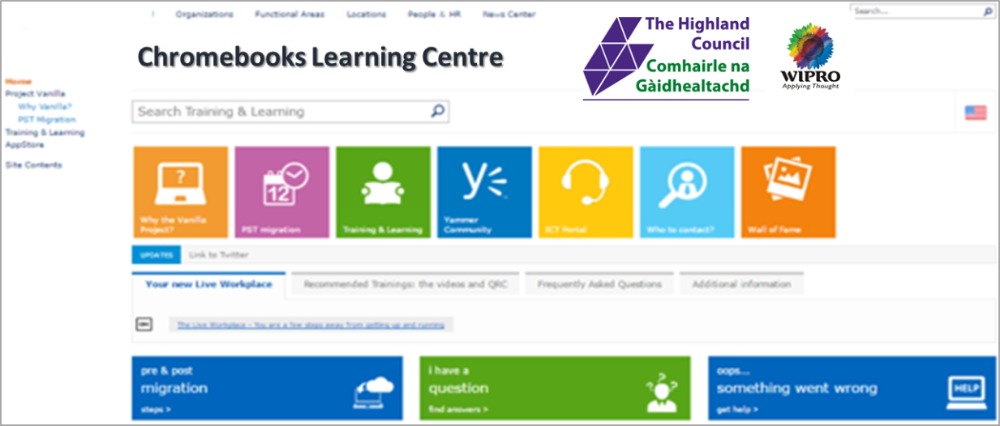 Organizations Functional Areas Locations People & HR News Center
Search...
Chromebooks Learning Centre
The Highland
Council
Comhairle na
Gàidhealtachd
WIPRO
Applying Thought
Home
Project Vanilla
Why Vanilla?
PST Migration
Training & Learning
AppStore
Site Contents
Search Training & Learning
?
Why the Vanilla
Project?
12
PST migration
Training & Learning
Yammer
Community
ICT Portal
Who to contact?
Wall of Fame
UPDATES Link to Twitter
Your new Live Workplace Recommended Trainings: the videos and QRC Frequently Asked Questions Additional information
The Live Workplace - You are a few steps away from getting up and running
pre & post
migration
steps >
i have a
question
find answers >
oops...
something went wrong
get help >
HELP